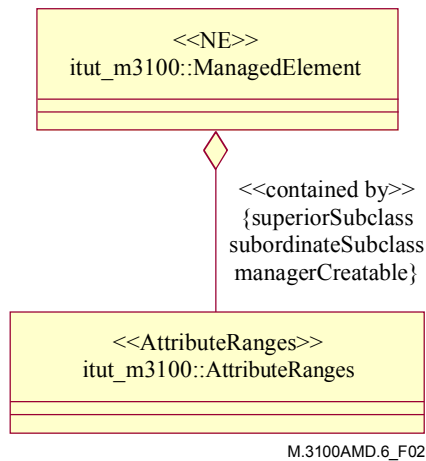 <<NE>>
itut_m3100::ManagedElement
<<contained by>>
{superiorSubclass
subordinateSubclass
managerCreatable}
<<AttributeRanges>>
itut_m3100::AttributeRanges
M.3100AMD.6_F02